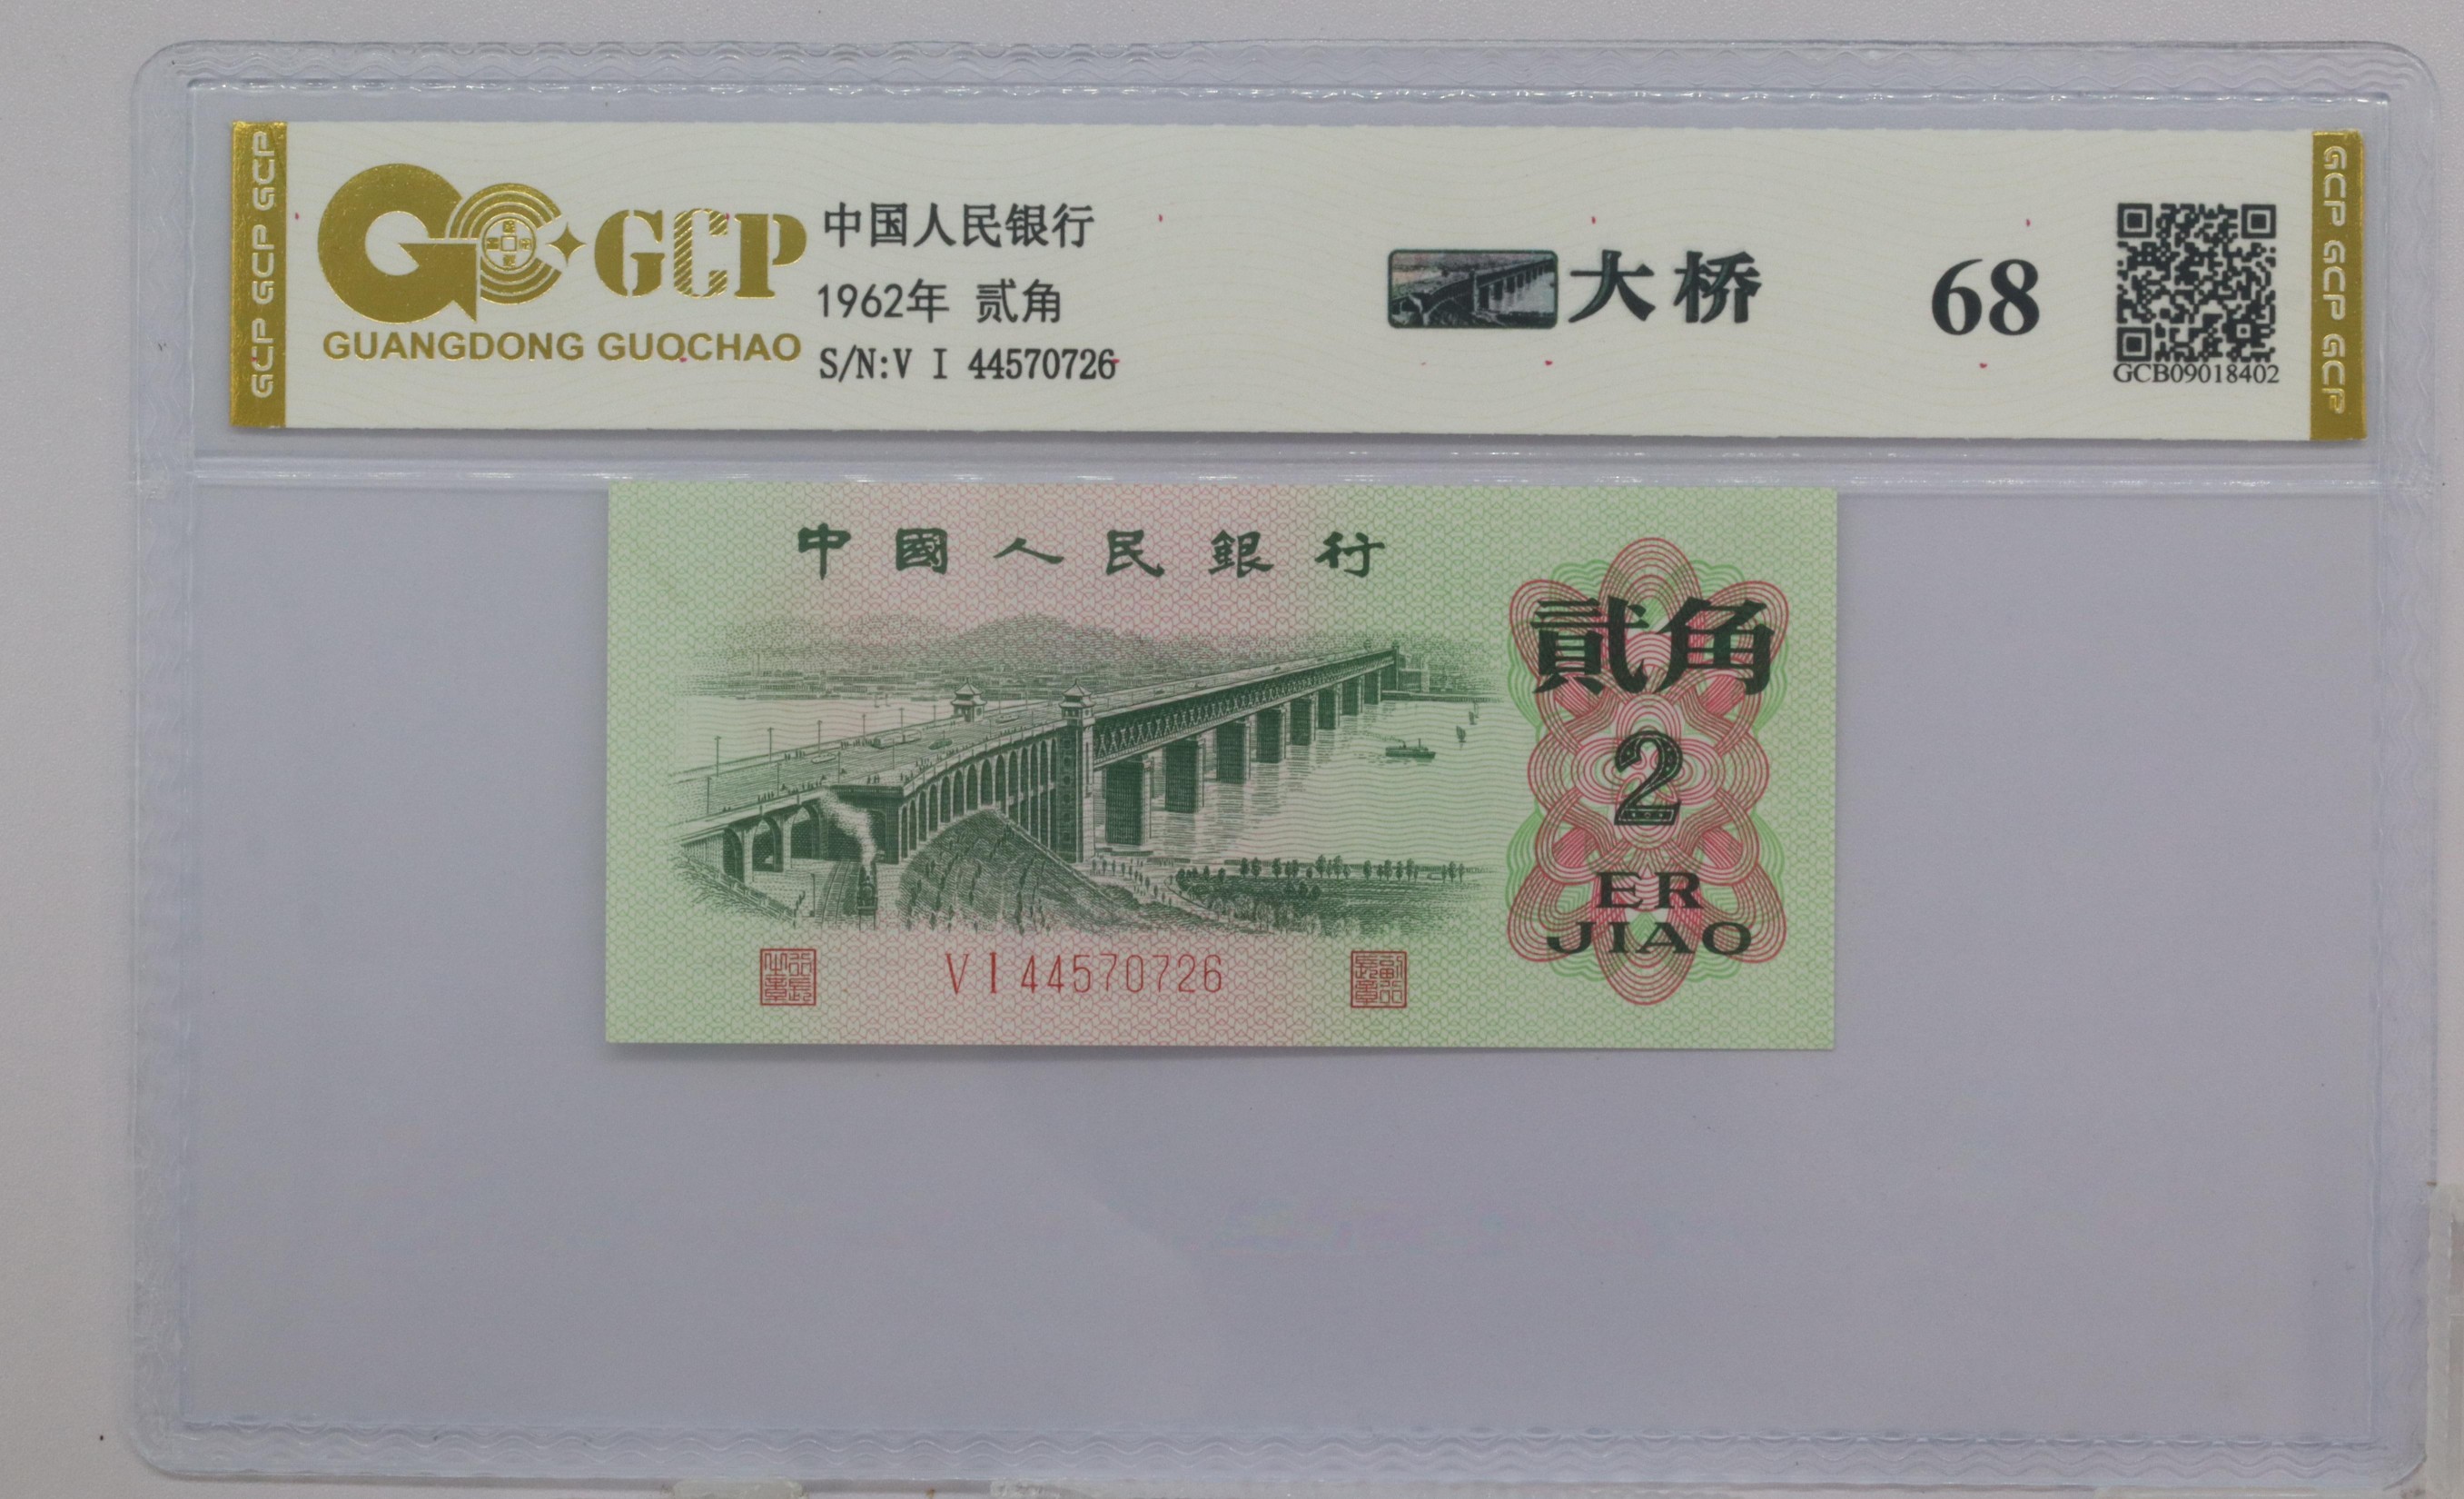 GCP GCP GCP
GCP
GUANGDONG GUOCHAO
中国人民银行
1962年 贰角
S/N:V I 44570726
大桥
68
GCB09018402
GCP GCP GCP
中國人民銀行
貳角
2
ER
JIAO
VI44570726